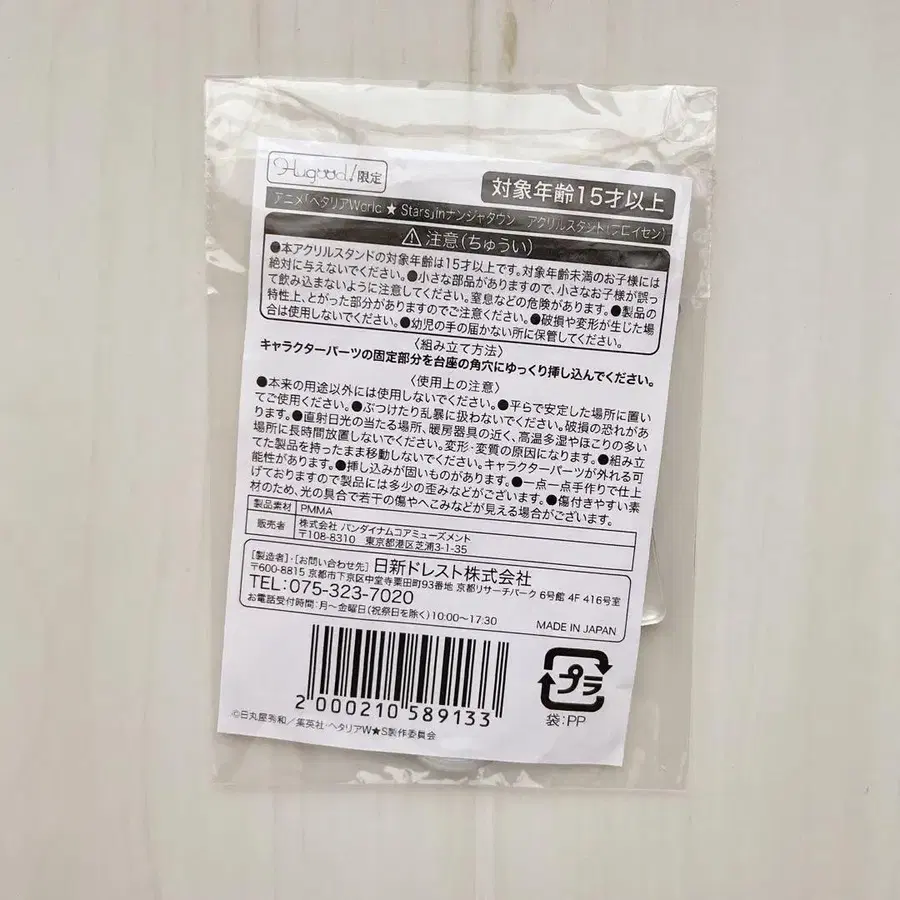 Hugood!限定
対象年齢15才以上
アニメ「ヘタリアWorld★Stars」inナンジャタウン　アクリルスタンド(プロイセン)
⚠注意(ちゅうい)
●本アクリルスタンドの対象年齢は15才以上です。対象年齢未満のお子様には
絶対に与えないでください。●小さな部品がありますので、小さなお子様が誤っ
て飲み込まないように注意してください。窒息などの危険があります。●製品の
特性上、とがった部分がありますのでご注意ください。●破損や変形が生じた場
合は使用しないでください。●幼児の手の届かない所に保管してください。
〈組み立て方法〉
キャラクターパーツの固定部分を台座の角穴にゆっくり挿し込んでください。
〈使用上の注意〉
●本来の用途以外には使用しないでください。●平らで安定した場所に置い
てご使用ください。●ぶつけたり乱暴に扱わないでください。破損の恐れがあ
ります。●直射日光の当たる場所、暖房器具の近く、高温多湿やほこりの多い
場所に長時間放置しないでください。変形・変質の原因になります。●組み立
てた製品を持ったまま移動しないでください。キャラクターパーツが外れる可
能性があります。●挿し込みが固いものがあります。●一点一点手作りで仕上
げておりますので製品には多少の歪みなどがございます。●傷付きやすい素
材のため、光の具合で若干の傷やへこみなどが見える場合がございます。
製品素材 PMMA
販売者 株式会社 バンダイナムコアミューズメント
〒108-8310　東京都港区芝浦3-1-35
[製造者]・[お問い合わせ先] 日新ドレスト株式会社
〒600-8815 京都市下京区中堂寺粟田町93番地 京都リサーチパーク 6号館 4F 416号室
TEL:075-323-7020
お電話受付時間:月〜金曜日(祝祭日を除く)10:00〜17:30
MADE IN JAPAN
2 000210 589133
プラ
袋:PP
©日丸屋秀和／集英社・ヘタリアW★S製作委員会